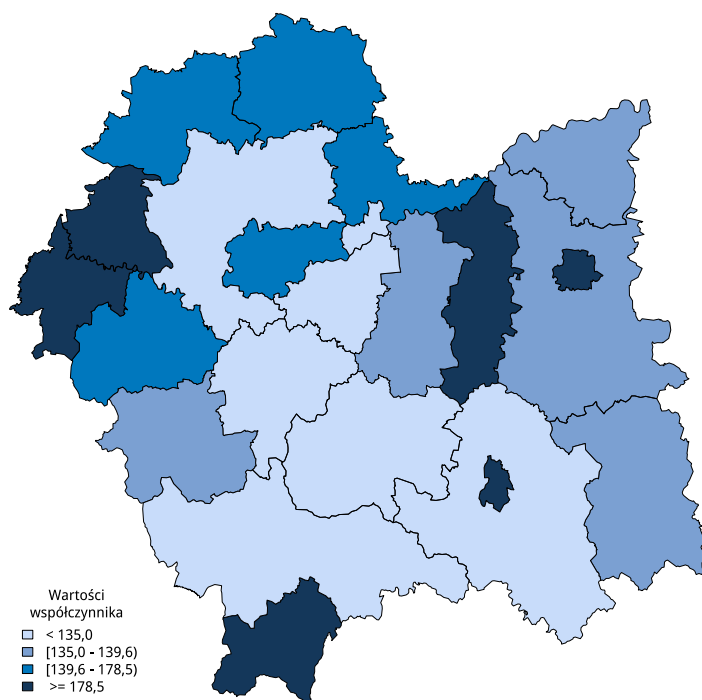 Wartości
współczynnika
< 135,0
[135,0 - 139,6)
[139,6 - 178,5)
>= 178,5